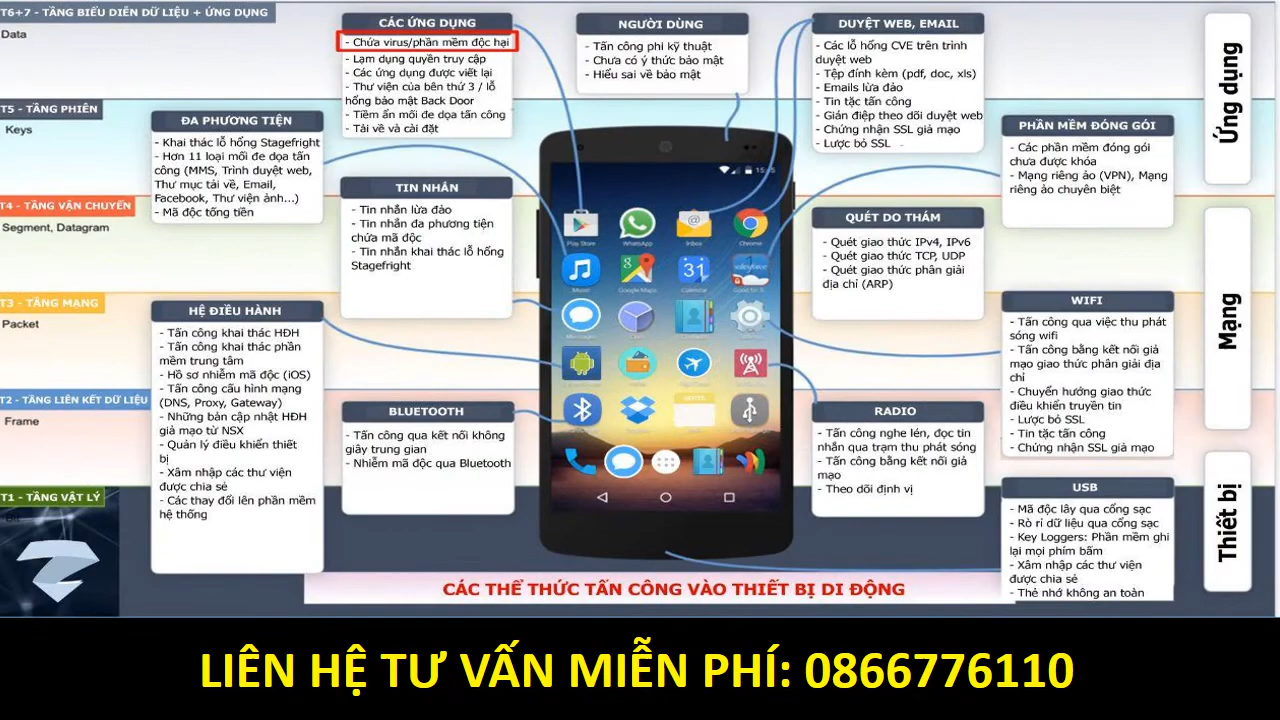 T6+7 - TẦNG BIỂU DIỄN DỮ LIỆU + ỨNG DỤNG
Data
T5 - TẦNG PHIÊN
Keys
T4 - TẦNG VẬN CHUYỂN
Segment, Datagram
T3 - TẦNG MẠNG
Packet
T2 - TẦNG LIÊN KẾT DỮ LIỆU
Frame
T1 - TẦNG VẬT LÝ
Bit
CÁC ỨNG DỤNG
- Chứa virus/phần mềm độc hại
- Lạm dụng quyền truy cập
- Các ứng dụng được viết lại
- Thư viện của bên thứ 3 / lỗ
hổng bảo mật Back Door
- Tiềm ẩn mối đe dọa tấn công
- Tải về và cài đặt
NGƯỜI DÙNG
- Tấn công phi kỹ thuật
- Chưa có ý thức bảo mật
- Hiểu sai về bảo mật
DUYỆT WEB, EMAIL
- Các lỗ hổng CVE trên trình
duyệt web
- Tệp đính kèm (pdf, doc, xls)
- Emails lừa đảo
- Tin tặc tấn công
- Gián điệp theo dõi duyệt web
- Chứng nhận SSL giả mạo
- Lược bỏ SSL
ĐA PHƯƠNG TIỆN
- Khai thác lỗ hổng Stagefright
- Hơn 11 loại mối đe dọa tấn
công (MMS, Trình duyệt web,
Thư mục tải về, Email,
Facebook, Thư viện ảnh...)
- Mã độc tống tiền
TIN NHẮN
- Tin nhắn lừa đảo
- Tin nhắn đa phương tiện
chứa mã độc
- Tin nhắn khai thác lỗ hổng
Stagefright
PHẦN MỀM ĐÓNG GÓI
- Các phần mềm đóng gói
chưa được khóa
- Mạng riêng ảo (VPN), Mạng
riêng ảo chuyên biệt
QUÉT DO THÁM
- Quét giao thức IPv4, IPv6
- Quét giao thức TCP, UDP
- Quét giao thức phân giải
địa chỉ (ARP)
HỆ ĐIỀU HÀNH
- Tấn công khai thác HĐH
- Tấn công khai thác phần
mềm trung tâm
- Hồ sơ nhiễm mã độc (iOS)
- Tấn công cấu hình mạng
(DNS, Proxy, Gateway)
- Những bản cập nhật HĐH
giả mạo từ NSX
- Quản lý điều khiển thiết
bị
- Xâm nhập các thư viện
được chia sẻ
- Các thay đổi lên phần mềm
hệ thống
WIFI
- Tấn công qua việc thu phát
sóng wifi
- Tấn công bằng kết nối giả
mạo giao thức phân giải địa
chỉ
- Chuyển hướng giao thức
điều khiển truyền tin
- Lược bỏ SSL
- Tin tặc tấn công
- Chứng nhận SSL giả mạo
BLUETOOTH
- Tấn công qua kết nối không
giây trung gian
- Nhiễm mã độc qua Bluetooth
RADIO
- Tấn công nghe lén, đọc tin
nhắn qua trạm thu phát sóng
- Tấn công bằng kết nối giả
mạo
- Theo dõi định vị
USB
- Mã độc lây qua cổng sạc
- Rò rỉ dữ liệu qua cổng sạc
- Key Loggers: Phần mềm ghi
lại mọi phím bấm
- Xâm nhập các thư viện
được chia sẻ
- Thẻ nhớ không an toàn
Play Store
WhatsApp
Inbox
Chrome
Music
Google Maps
31
Calendar
Ứng dụng
Mạng
Thiết bị
CÁC THỂ THỨC TẤN CÔNG VÀO THIẾT BỊ DI ĐỘNG
LIÊN HỆ TƯ VẤN MIỄN PHÍ: 0866776110